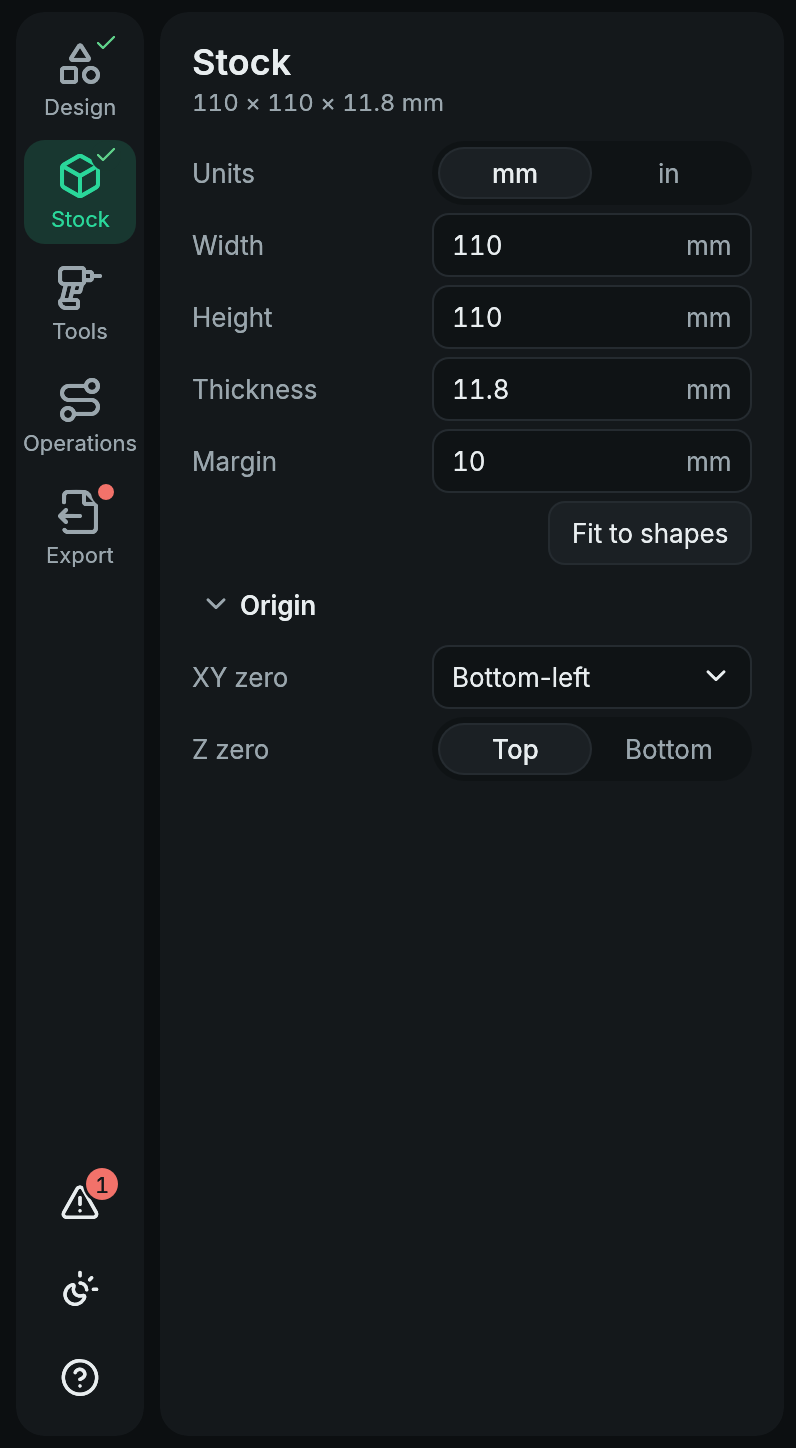 Design
Stock
Tools
Operations
Export
1
Stock
110 × 110 × 11.8 mm
Units mm in
Width 110 mm
Height 110 mm
Thickness 11.8 mm
Margin 10 mm
Fit to shapes
Origin
XY zero Bottom-left
Z zero Top Bottom